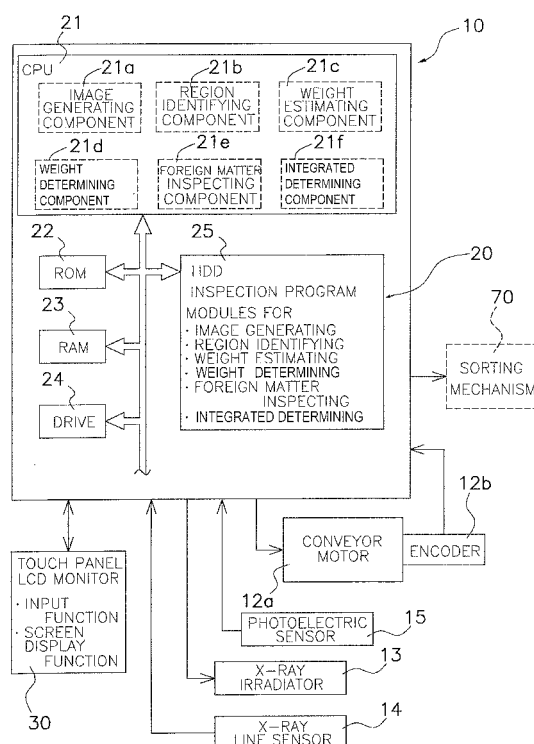 21
10
CPU
21a
21b
21c
IMAGE
GENERATING
COMPONENT
REGION
IDENTIFYING
COMPONENT
WEIGHT
ESTIMATING
COMPONENT
21d
21e
21f
WEIGHT
DETERMINING
COMPONENT
FOREIGN MATTER
INSPECTING
COMPONENT
INTEGRATED
DETERMINING
COMPONENT
22
ROM
23
RAM
24
DRIVE
25
HDD
INSPECTION PROGRAM
MODULES FOR
· IMAGE GENERATING
· REGION IDENTIFYING
· WEIGHT ESTIMATING
· WEIGHT DETERMINING
· FOREIGN MATTER
INSPECTING
· INTEGRATED DETERMINING
20
70
SORTING
MECHANISM
12b
CONVEYOR
MOTOR
ENCODER
12a
TOUCH PANEL
LCD MONITOR
· INPUT
FUNCTION
· SCREEN
DISPLAY
FUNCTION
30
PHOTOELECTRIC
SENSOR
15
X-RAY
IRRADIATOR
13
X-RAY
LINE SENSOR
14